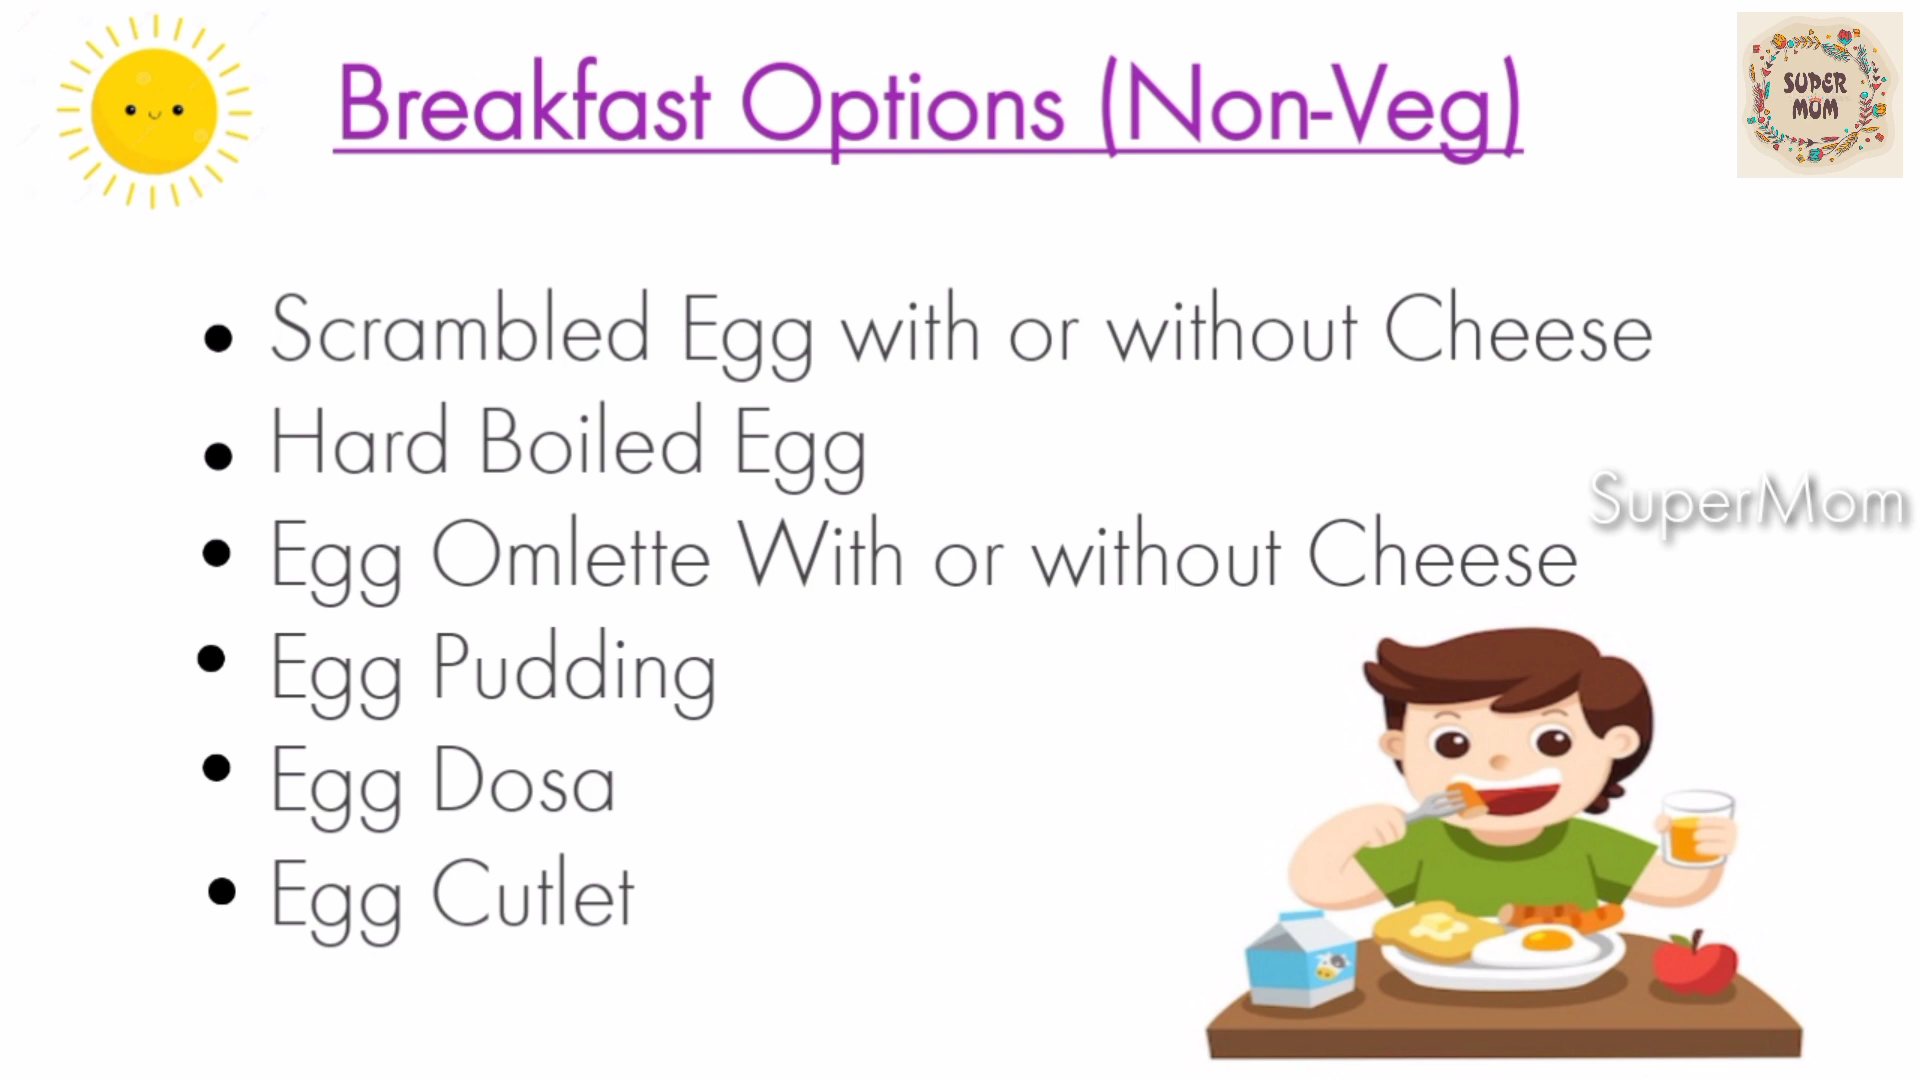 Breakfast Options (Non-Veg)
SUPER
MOM
• Scrambled Egg with or without Cheese
• Hard Boiled Egg
SuperMom
• Egg Omlette With or without Cheese
• Egg Pudding
• Egg Dosa
• Egg Cutlet